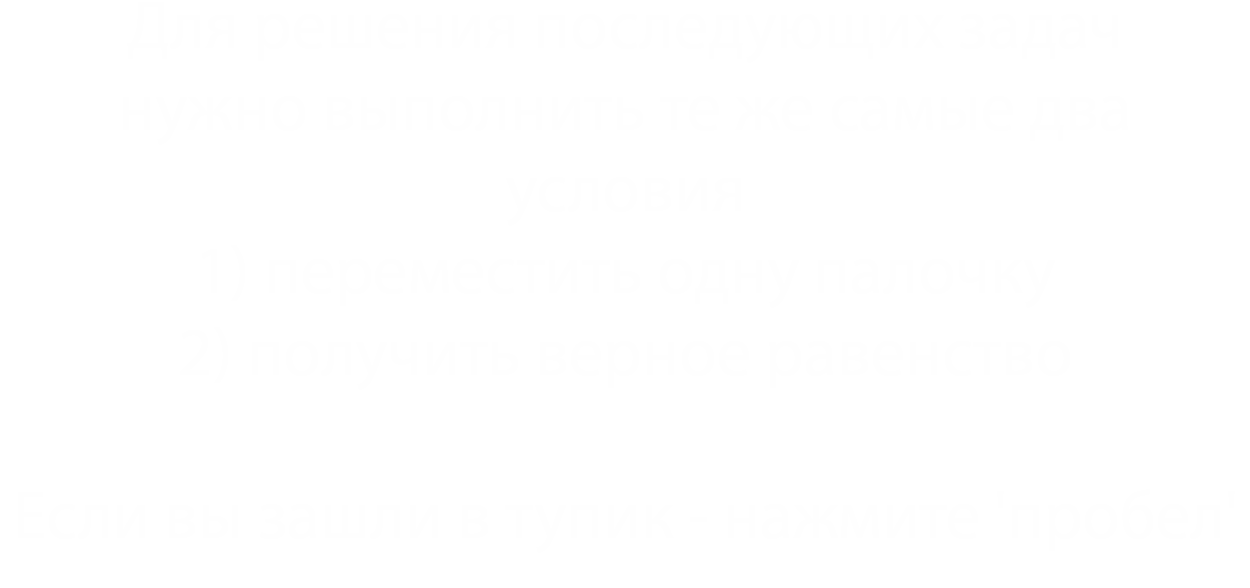 Для решения последующик задач
нужно выполнить те же самые два
условия
1) переместить одну палочку
2) получить верное равенство
Если вы зашли в тупик - нажмите "пробел"